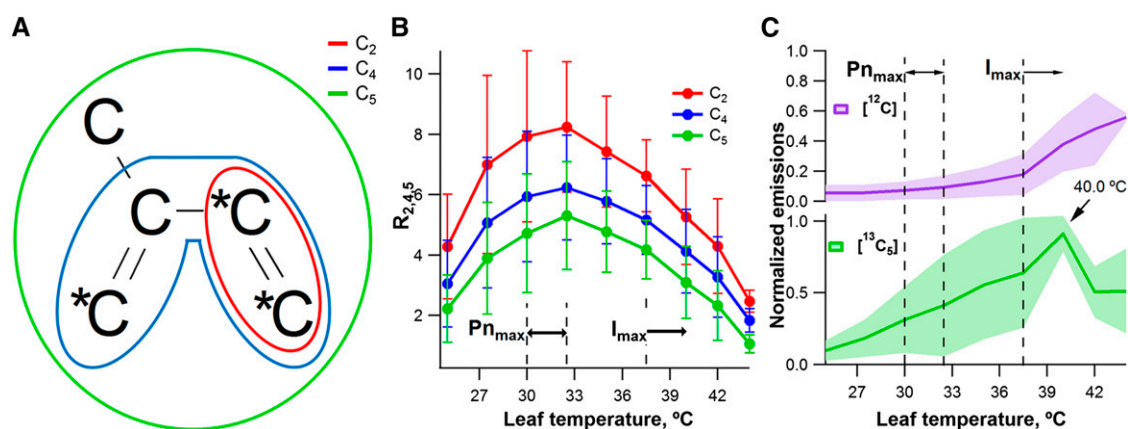 A
C₂
C₄
C₅
C
C
*C
*C
*C
B
R₂,₄,₅
10
8
6
4
2
C₂
C₄
C₅
Pnmax
Imax
27 30 33 36 39 42
Leaf temperature, ºC
C
Normalized emissions
1.0
0.8
0.6
0.4
0.2
0.0
1.0
0.5
0.0
Pnmax
Imax
[¹²C]
40.0 ºC
[¹³C₅]
27 30 33 36 39 42
Leaf temperature, ºC